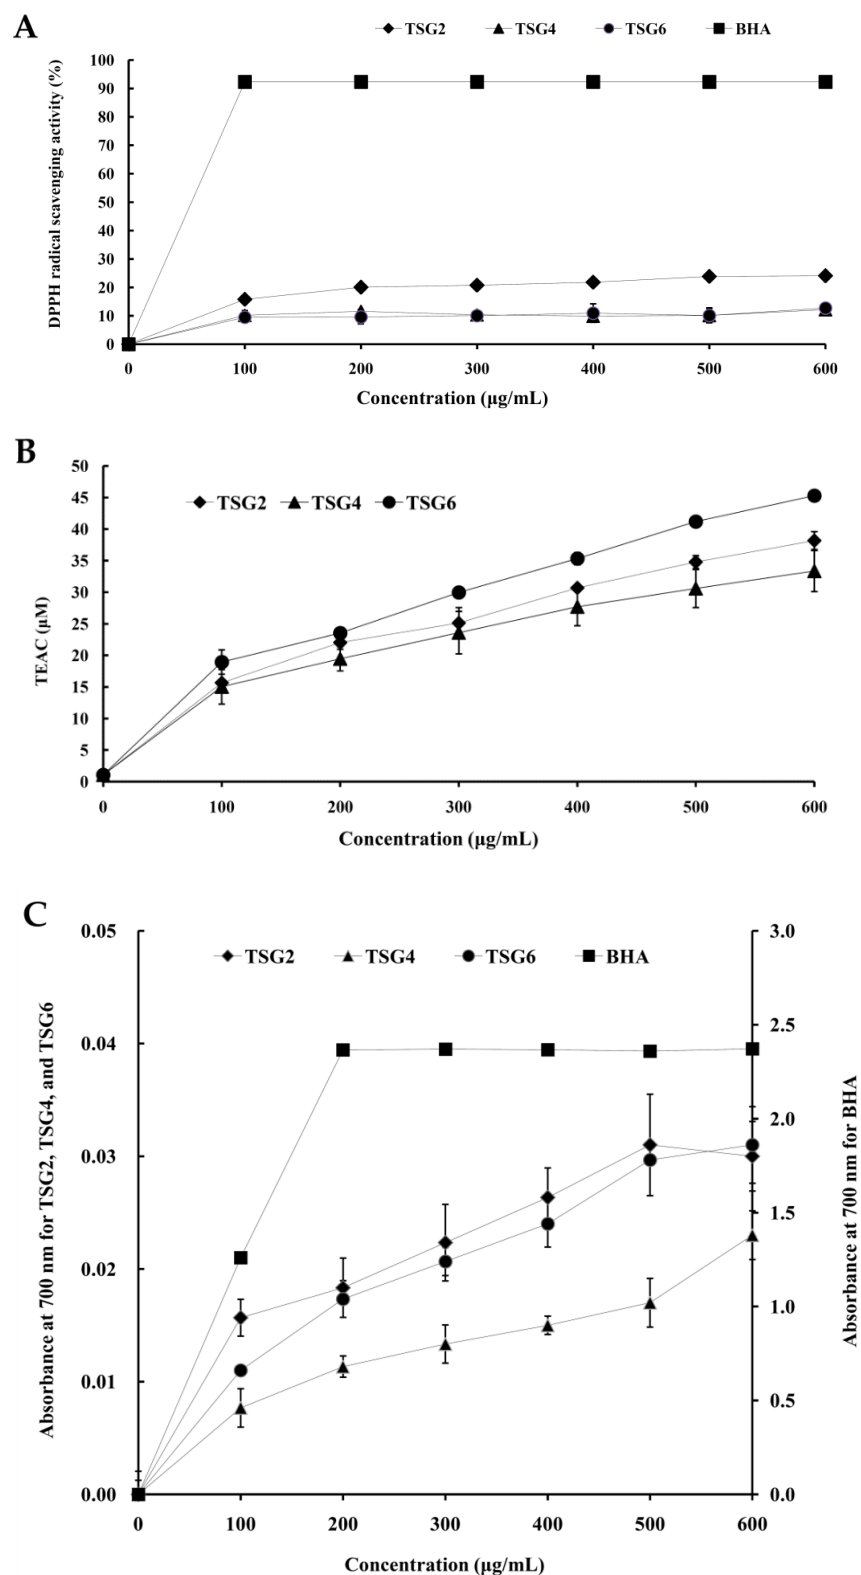 A
TSG2 TSG4 TSG6 BHA
DPPH radical scavenging activity (%)
100
90
80
70
60
50
40
30
20
10
0
0 100 200 300 400 500 600
Concentration (µg/mL)
B
TSG2 TSG4 TSG6
TEAC (µM)
50
45
40
35
30
25
20
15
10
5
0
0 100 200 300 400 500 600
Concentration (µg/mL)
C
TSG2 TSG4 TSG6 BHA
Absorbance at 700 nm for TSG2, TSG4, and TSG6
0.05
0.04
0.03
0.02
0.01
0.00
3.0
2.5
2.0
1.5
1.0
0.5
0.0
Absorbance at 700 nm for BHA
0 100 200 300 400 500 600
Concentration (µg/mL)